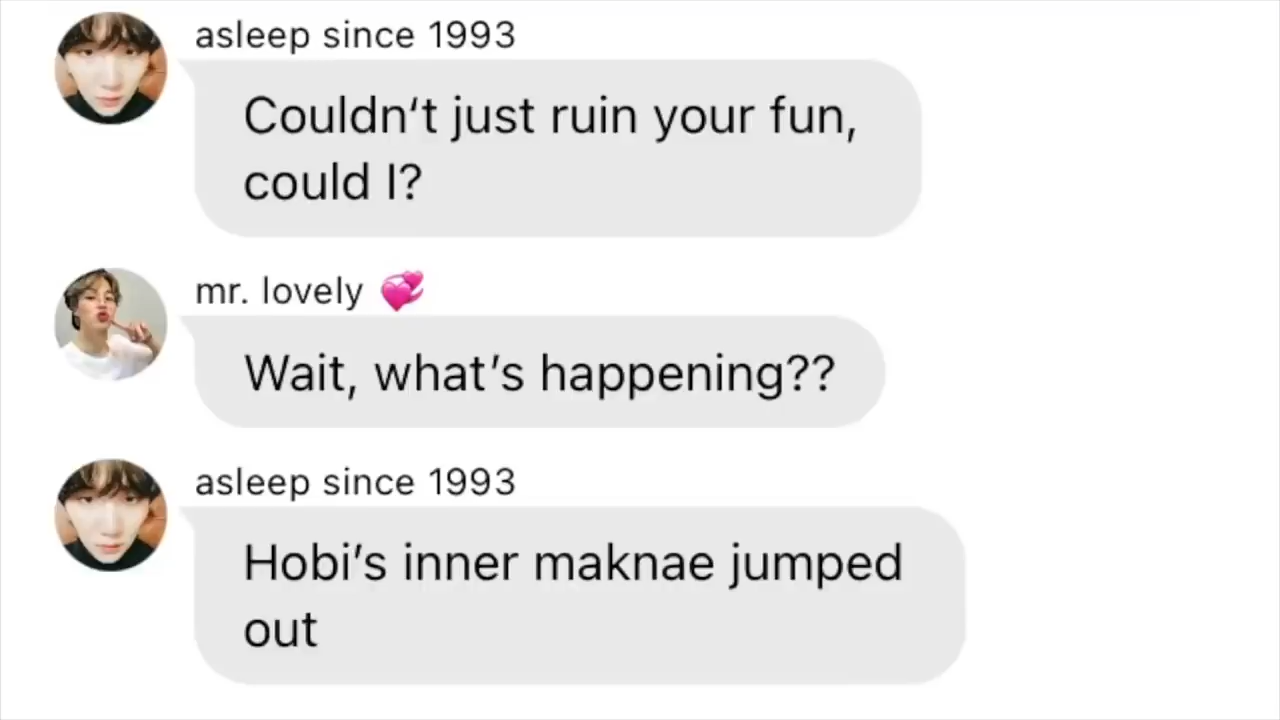 asleep since 1993
Couldn‘t just ruin your fun,
could I?
mr. lovely 💞
Wait, what’s happening??
asleep since 1993
Hobi’s inner maknae jumped
out